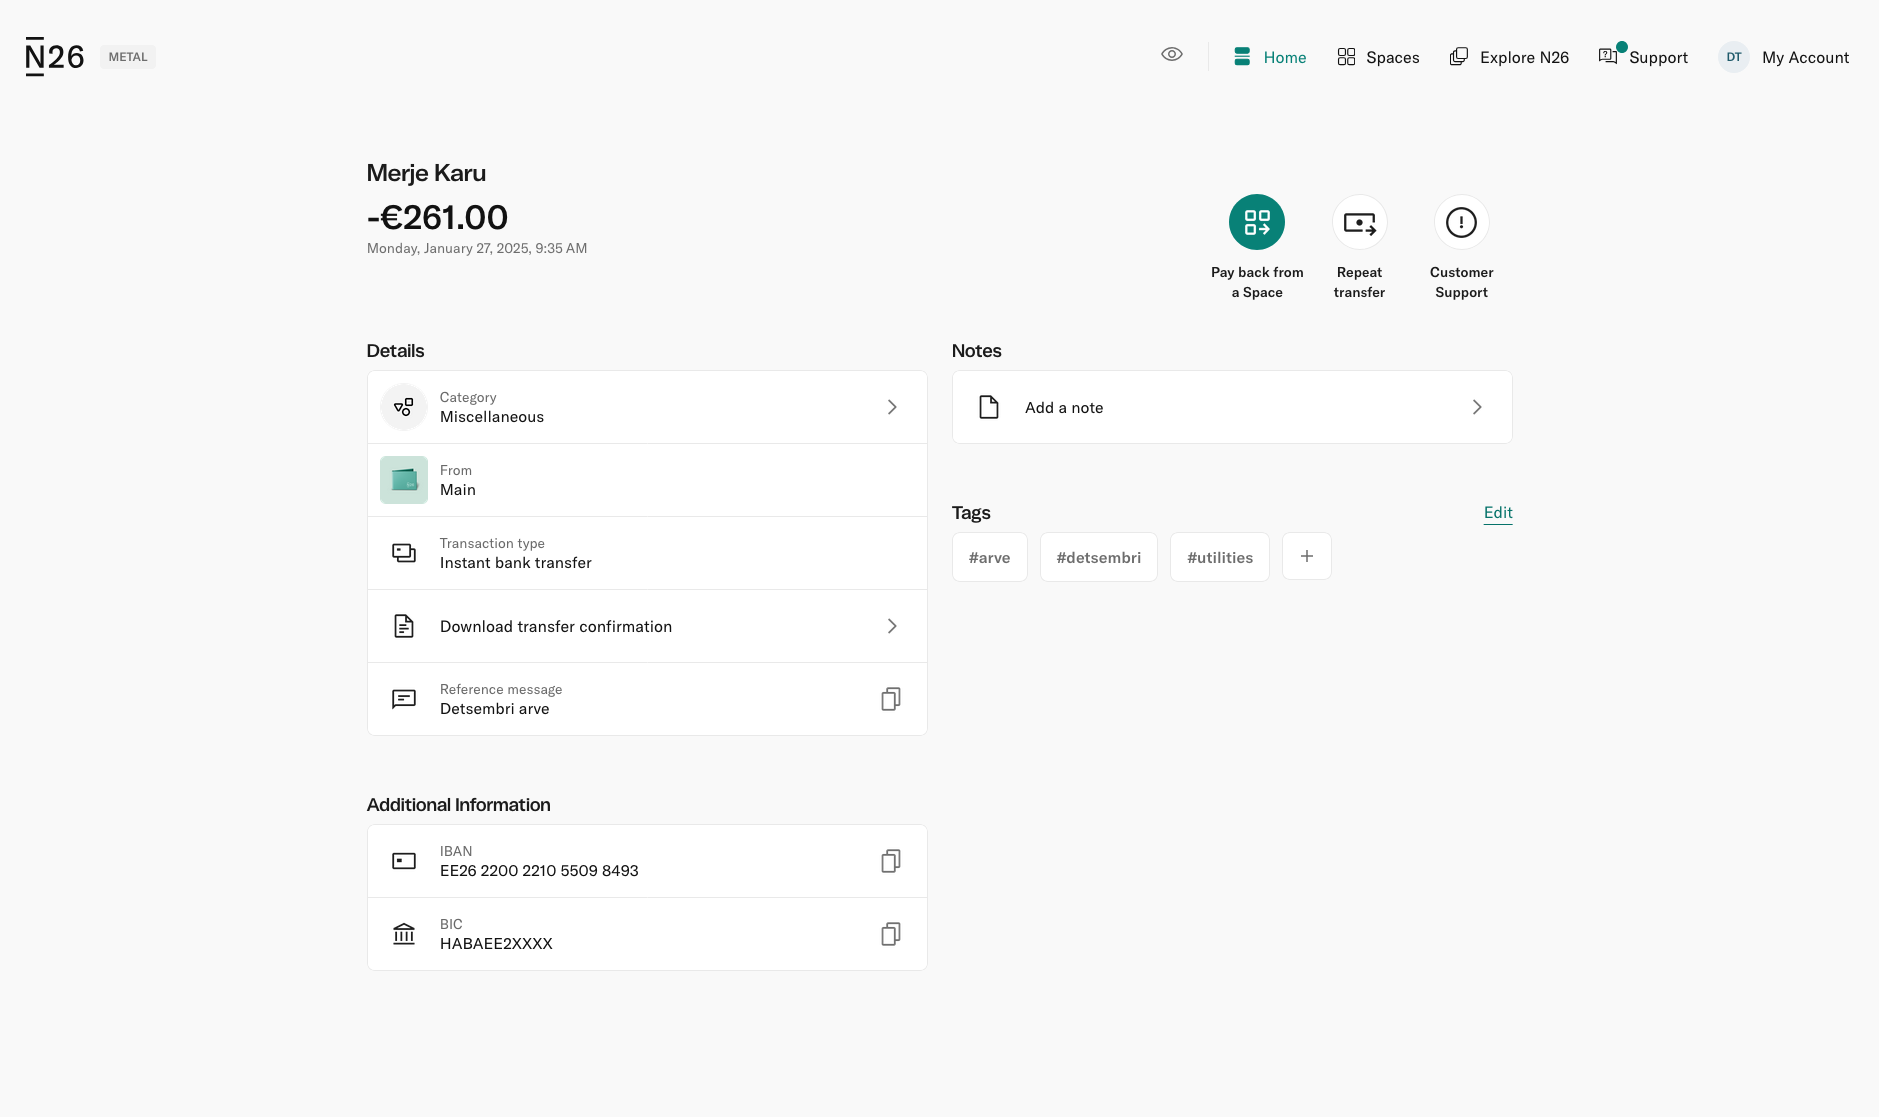 N26 METAL
Home
Spaces
Explore N26
Support
DT
My Account
Merje Karu
-€261.00
Monday, January 27, 2025, 9:35 AM
Pay back from
a Space
Repeat
transfer
Customer
Support
Details
Category
Miscellaneous
From
Main
Transaction type
Instant bank transfer
Download transfer confirmation
Reference message
Detsembri arve
Notes
Add a note
Tags
Edit
#arve
#detsembri
#utilities
Additional Information
IBAN
EE26 2200 2210 5509 8493
BIC
HABAEE2XXXX